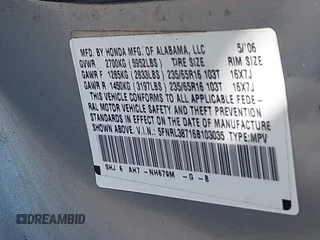 MFD. BY HONDA MFG. OF ALABAMA, LLC 5/'06
GVWR 2700KG (5952LBS) TIRE SIZE RIM SIZE
GAWR F 1285KG (2833LBS) 235/65R16 103T 16X7J
GAWR R 1450KG (3197LBS) 235/65R16 103T 16X7J
THIS VEHICLE CONFORMS TO ALL APPLICABLE FEDE-
RAL MOTOR VEHICLE SAFETY AND THEFT PREVENTION
STANDARDS IN EFFECT ON THE DATE OF
MANUFACTURE SHOWN ABOVE.
V.I.N.: 5FNRL38716B103035 TYPE: MPV
SHJ 6 AH7 -NH679M -G -B
DREAMBID